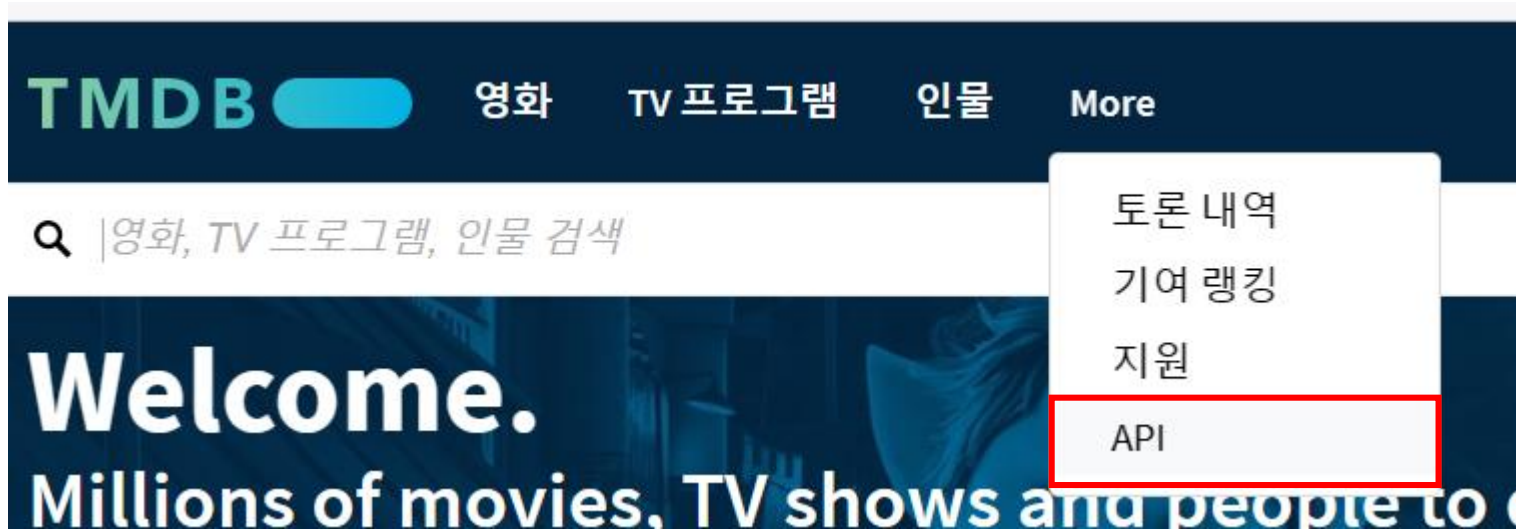 TMDB 영화 TV 프로그램 인물 More
영화, TV 프로그램, 인물 검색
토론 내역
기여 랭킹
지원
API
Welcome.
Millions of movies, TV shows and people to